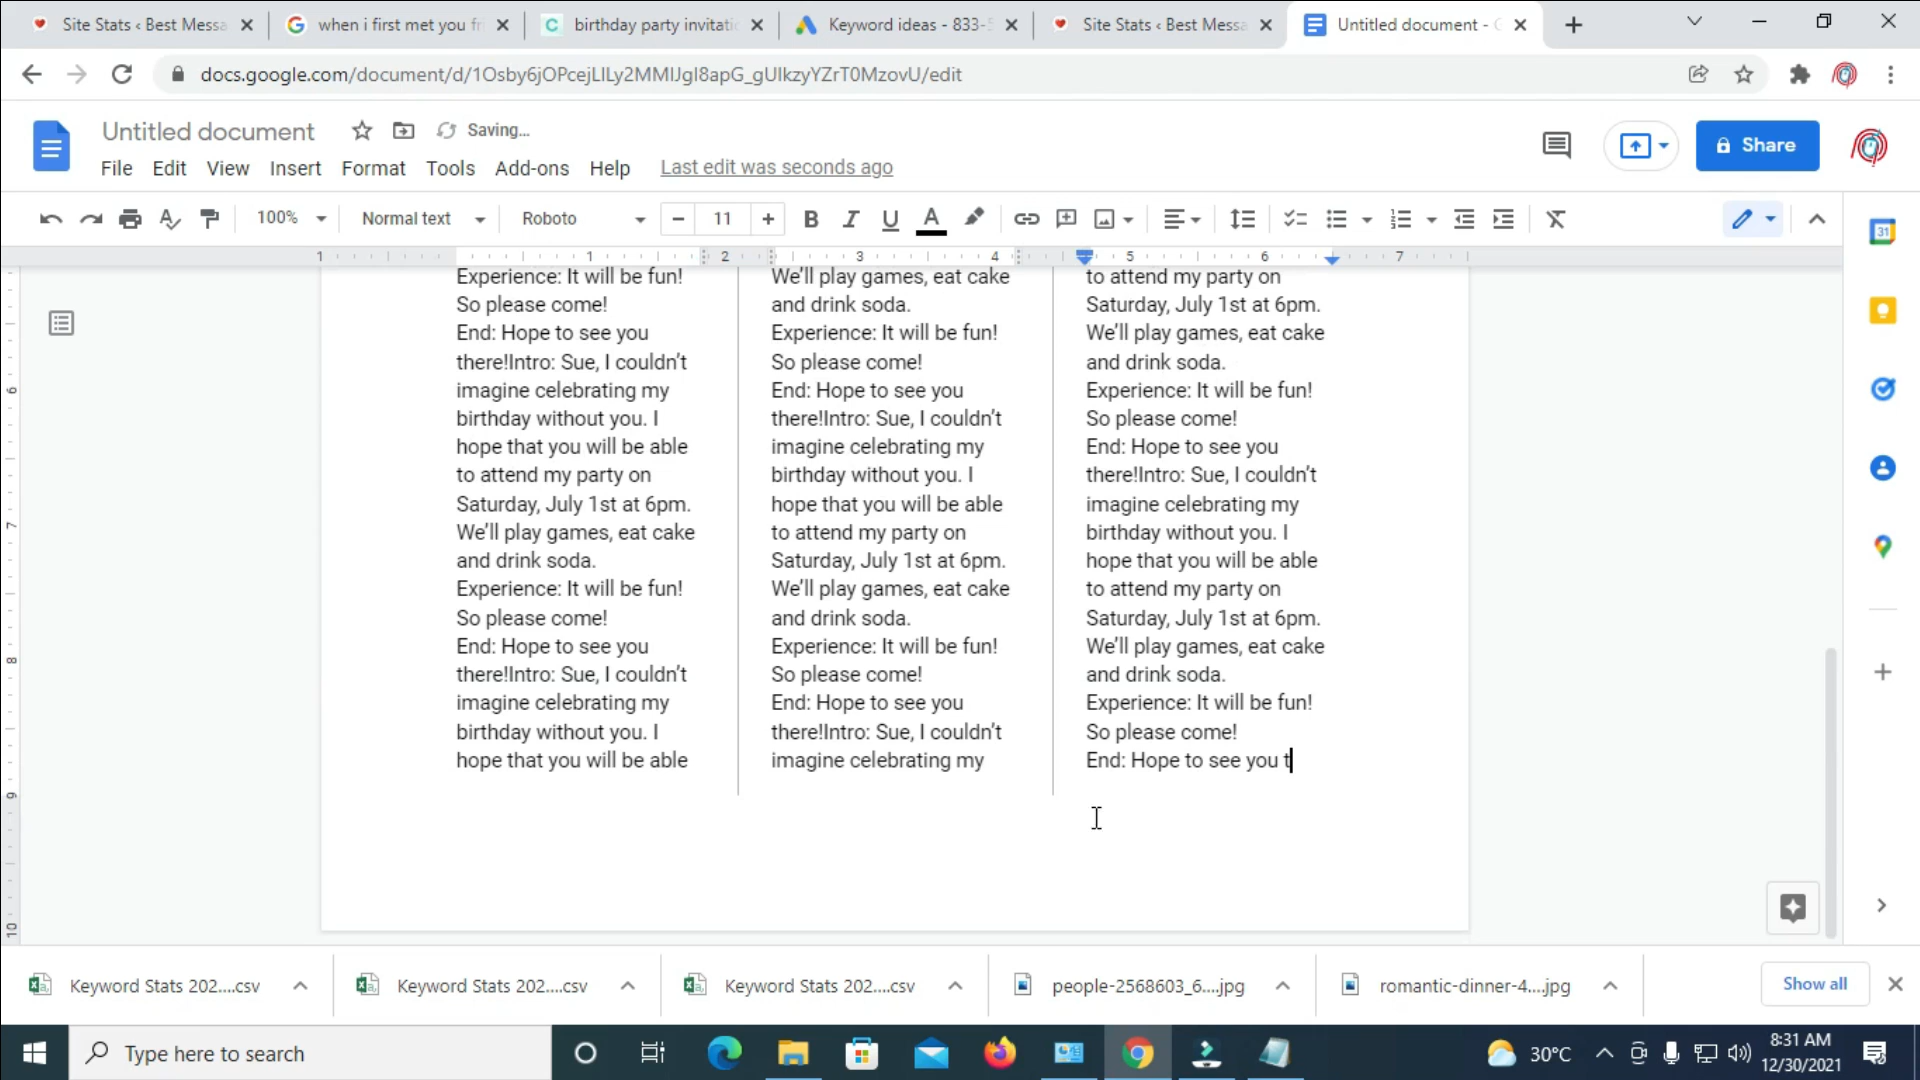 Site Stats ‹ Best Messa
when i first met you fr
birthday party invitati
Keyword ideas - 833-5
Site Stats ‹ Best Messa
Untitled document - G
docs.google.com/document/d/1Osby6jOPcejLlLy2MMIJgI8apG_gUIkzyYZrT0MzovU/edit
Untitled document
Saving...
Share
File Edit View Insert Format Tools Add-ons Help Last edit was seconds ago
100% Normal text Roboto 11
B I U A
1 1 2 3 4 5 6 7
31
6
7
8
9
10
Experience: It will be fun!
So please come!
End: Hope to see you
there!Intro: Sue, I couldn’t
imagine celebrating my
birthday without you. I
hope that you will be able
to attend my party on
Saturday, July 1st at 6pm.
We’ll play games, eat cake
and drink soda.
Experience: It will be fun!
So please come!
End: Hope to see you
there!Intro: Sue, I couldn’t
imagine celebrating my
birthday without you. I
hope that you will be able
We’ll play games, eat cake
and drink soda.
Experience: It will be fun!
So please come!
End: Hope to see you
there!Intro: Sue, I couldn’t
imagine celebrating my
birthday without you. I
hope that you will be able
to attend my party on
Saturday, July 1st at 6pm.
We’ll play games, eat cake
and drink soda.
Experience: It will be fun!
So please come!
End: Hope to see you
there!Intro: Sue, I couldn’t
imagine celebrating my
to attend my party on
Saturday, July 1st at 6pm.
We’ll play games, eat cake
and drink soda.
Experience: It will be fun!
So please come!
End: Hope to see you
there!Intro: Sue, I couldn’t
imagine celebrating my
birthday without you. I
hope that you will be able
to attend my party on
Saturday, July 1st at 6pm.
We’ll play games, eat cake
and drink soda.
Experience: It will be fun!
So please come!
End: Hope to see you t
Keyword Stats 202....csv
Keyword Stats 202....csv
Keyword Stats 202....csv
people-2568603_6....jpg
romantic-dinner-4....jpg
Show all
Type here to search
30°C
8:31 AM
12/30/2021